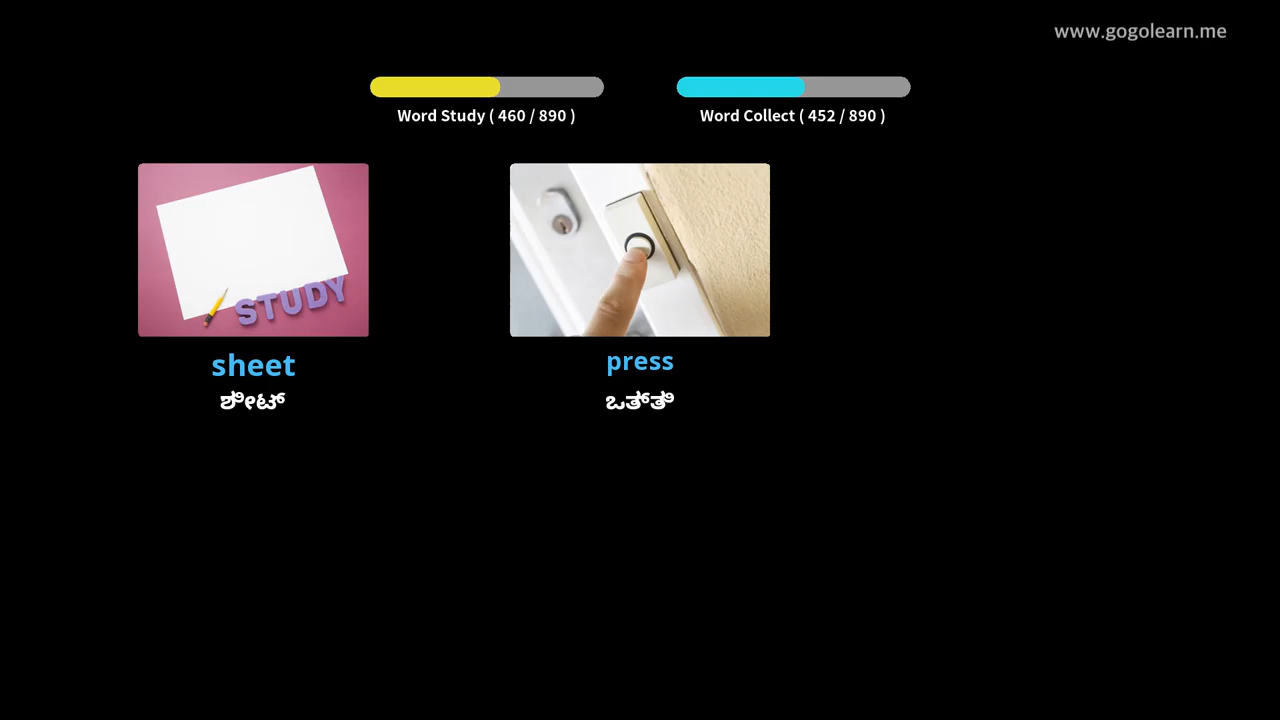 www.gogolearn.me
Word Study ( 460 / 890 )
Word Collect ( 452 / 890 )
STUDY
sheet
press
ಶೀಟ್
ಒತ್ತಿ